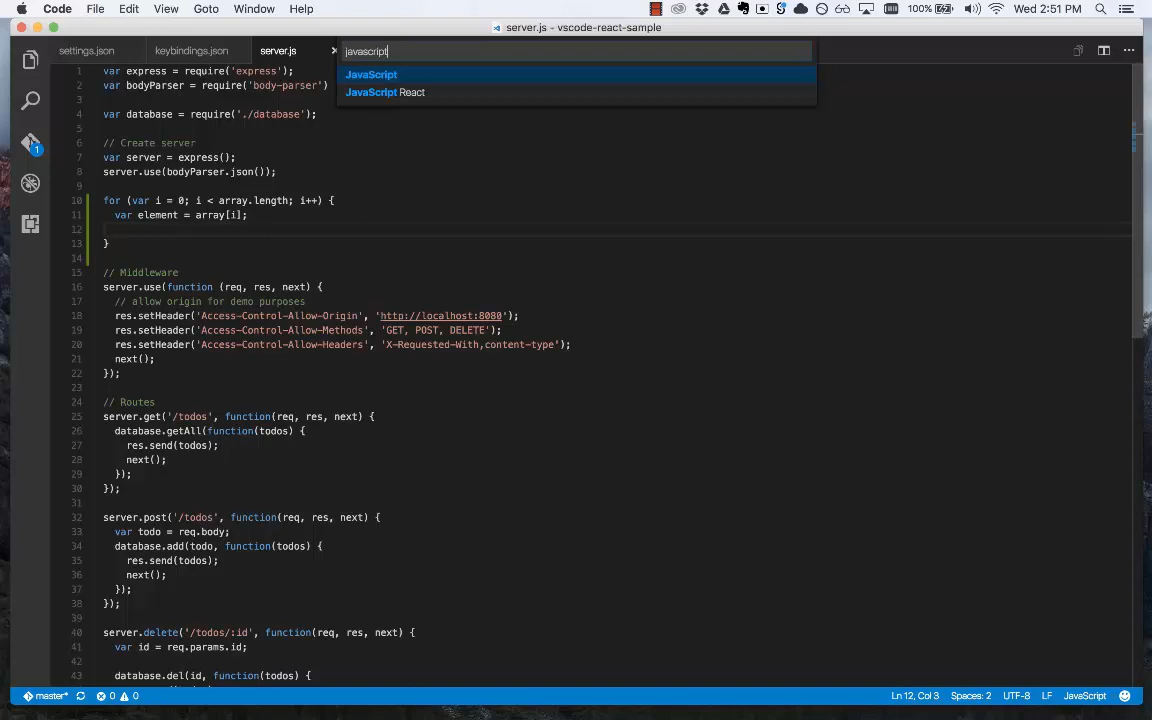 Code File Edit View Goto Window Help 100% Wed 2:51 PM
server.js - vscode-react-sample
settings.json keybindings.json server.js
javascript
JavaScript
JavaScript React
1 var express = require('express');
2 var bodyParser = require('body-parser')
3
4 var database = require('./database');
5
6 // Create server
7 var server = express();
8 server.use(bodyParser.json());
9
10 for (var i = 0; i < array.length; i++) {
11 var element = array[i];
12
13 }
14
15 // Middleware
16 server.use(function (req, res, next) {
17 // allow origin for demo purposes
18 res.setHeader('Access-Control-Allow-Origin', 'http://localhost:8080');
19 res.setHeader('Access-Control-Allow-Methods', 'GET, POST, DELETE');
20 res.setHeader('Access-Control-Allow-Headers', 'X-Requested-With,content-type');
21 next();
22 });
23
24 // Routes
25 server.get('/todos', function(req, res, next) {
26 database.getAll(function(todos) {
27 res.send(todos);
28 next();
29 });
30 });
31
32 server.post('/todos', function(req, res, next) {
33 var todo = req.body;
34 database.add(todo, function(todos) {
35 res.send(todos);
36 next();
37 });
38 });
39
40 server.delete('/todos/:id', function(req, res, next) {
41 var id = req.params.id;
42
43 database.del(id, function(todos) {
1
master* 0 0 Ln 12, Col 3 Spaces: 2 UTF-8 LF JavaScript